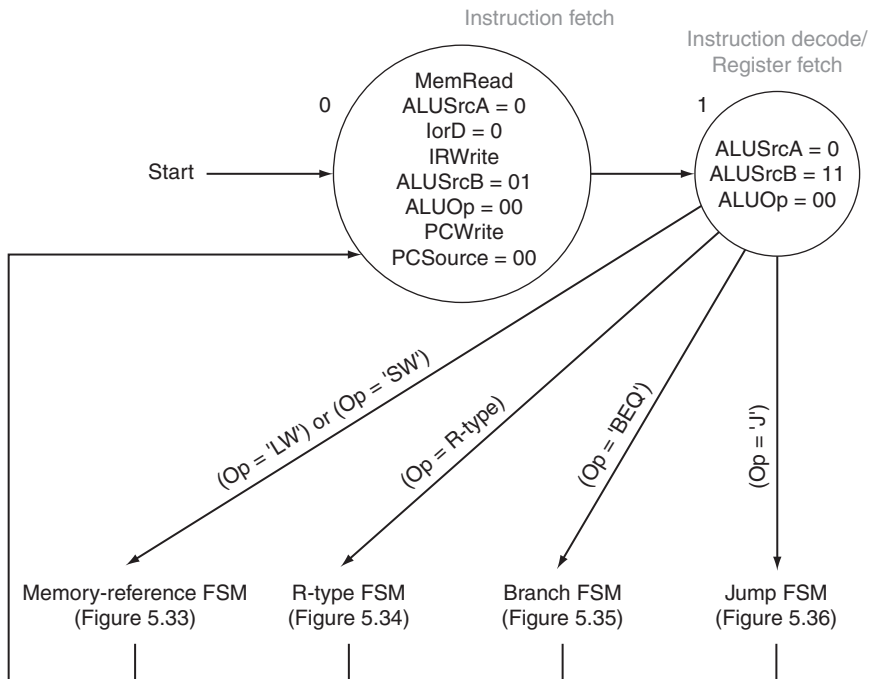 Instruction fetch
Instruction decode/
Register fetch
0
MemRead
ALUSrcA = 0
IorD = 0
IRWrite
ALUSrcB = 01
ALUOp = 00
PCWrite
PCSource = 00
1
ALUSrcA = 0
ALUSrcB = 11
ALUOp = 00
Start
(Op = 'LW') or (Op = 'SW')
(Op = R-type)
(Op = 'BEQ')
(Op = 'J')
Memory-reference FSM
(Figure 5.33)
R-type FSM
(Figure 5.34)
Branch FSM
(Figure 5.35)
Jump FSM
(Figure 5.36)